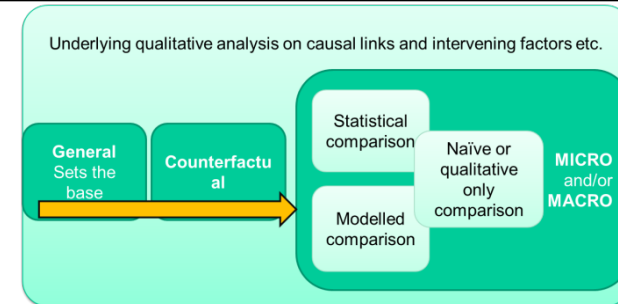 Underlying qualitative analysis on causal links and intervening factors etc.
General
Sets the
base
Counterfactu
al
Statistical
comparison
Modelled
comparison
Naïve or
qualitative
only
comparison
MICRO
and/or
MACRO